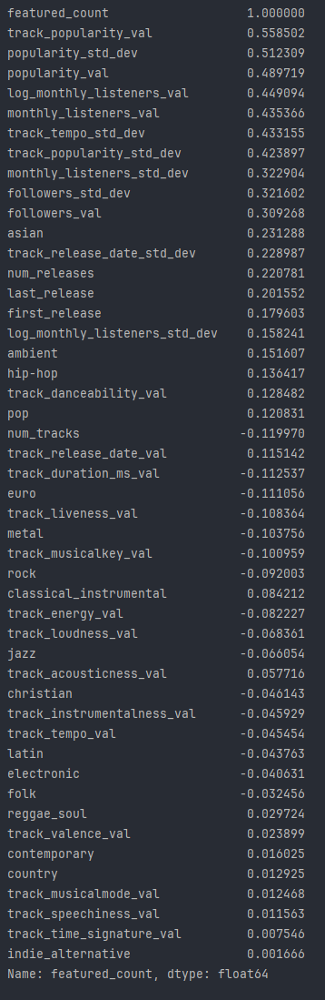 featured_count 1.000000
track_popularity_val 0.558502
popularity_std_dev 0.512309
popularity_val 0.489719
log_monthly_listeners_val 0.449094
monthly_listeners_val 0.435366
track_tempo_std_dev 0.433155
track_popularity_std_dev 0.423897
monthly_listeners_std_dev 0.322904
followers_std_dev 0.321602
followers_val 0.309268
asian 0.231288
track_release_date_std_dev 0.228987
num_releases 0.220781
last_release 0.201552
first_release 0.179603
log_monthly_listeners_std_dev 0.158241
ambient 0.151607
hip-hop 0.136417
track_danceability_val 0.128482
pop 0.120831
num_tracks -0.119970
track_release_date_val 0.115142
track_duration_ms_val -0.112537
euro -0.111056
track_liveness_val -0.108364
metal -0.103756
track_musicalkey_val -0.100959
rock -0.092003
classical_instrumental 0.084212
track_energy_val -0.082227
track_loudness_val -0.068361
jazz -0.066054
track_acousticness_val 0.057716
christian -0.046143
track_instrumentalness_val -0.045929
track_tempo_val -0.045454
latin -0.043763
electronic -0.040631
folk -0.032456
reggae_soul 0.029724
track_valence_val 0.023899
contemporary 0.016025
country 0.012925
track_musicalmode_val 0.012468
track_speechiness_val 0.011563
track_time_signature_val 0.007546
indie_alternative 0.001666
Name: featured_count, dtype: float64